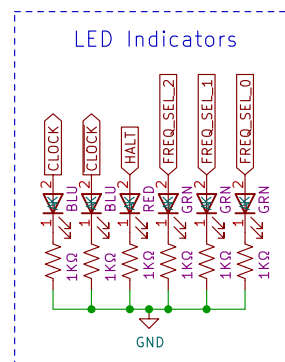 LED Indicators
CLOCK
CLOCK
HALT
FREQ_SEL_2
FREQ_SEL_1
FREQ_SEL_0
2
2
2
2
2
2
BLU
BLU
RED
GRN
GRN
GRN
1
1
1
1
1
1
1KΩ
1KΩ
1KΩ
1KΩ
1KΩ
1KΩ
GND